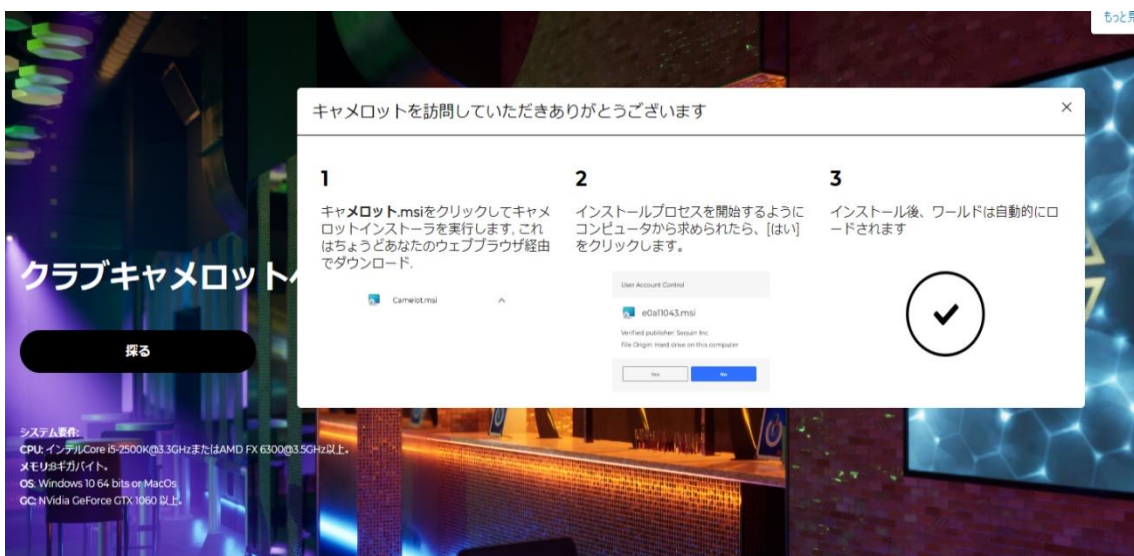 もっと見
キャメロットを訪問していただきありがとうございます
×
1
キャメロット.msiをクリックしてキャメ
ロットインストーラを実行します, これ
はちょうどあなたのウェブブラウザ経由
でダウンロード.
Camelot.msi
2
インストールプロセスを開始するように
コンピュータから求められたら、[はい]
をクリックします。
User Account Control
e0a11043.msi
Verified publisher: Sequin Inc
File Origin: Hard drive on this computer
Yes
No
3
インストール後、ワールドは自動的にロ
ードされます
クラブキャメロットへ
探る
システム要件:
CPU: インテルCore i5-2500K@3.3GHzまたはAMD FX 6300@3.5GHz以上。
メモリ:8ギガバイト。
OS: Windows 10 64 bits or MacOs
GC: NVidia GeForce GTX 1060 以上。